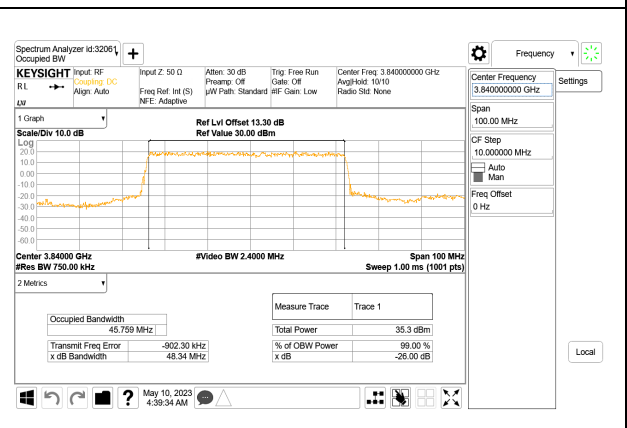 Spectrum Analyzer id:32061
Occupied BW
Frequency
KEYSIGHT
Input: RF
Coupling: DC
Align: Auto
Input Z: 50 Ω
Freq Ref: Int (S)
NFE: Adaptive
Atten: 30 dB
Preamp: Off
µW Path: Standard
Trig: Free Run
Gate: Off
#IF Gain: Low
Center Freq: 3.840000000 GHz
Avg|Hold: 10/10
Radio Std: None
R L
LXI
Center Frequency
3.840000000 GHz
Settings
Span
100.00 MHz
CF Step
10.000000 MHz
Auto
Man
Freq Offset
0 Hz
Local
1 Graph
Scale/Div 10.0 dB
Ref Lvl Offset 13.30 dB
Ref Value 30.00 dBm
Log
20.0
10.0
0.00
-10.0
-20.0
-30.0
-40.0
-50.0
-60.0
Center 3.84000 GHz
#Video BW 2.4000 MHz
Span 100 MHz
#Res BW 750.00 kHz
Sweep 1.00 ms (1001 pts)
2 Metrics
Measure Trace
Trace 1
Occupied Bandwidth
45.759 MHz
Total Power
35.3 dBm
Transmit Freq Error
-902.30 kHz
% of OBW Power
99.00 %
x dB Bandwidth
48.34 MHz
x dB
-26.00 dB
?
May 10, 2023
4:39:34 AM